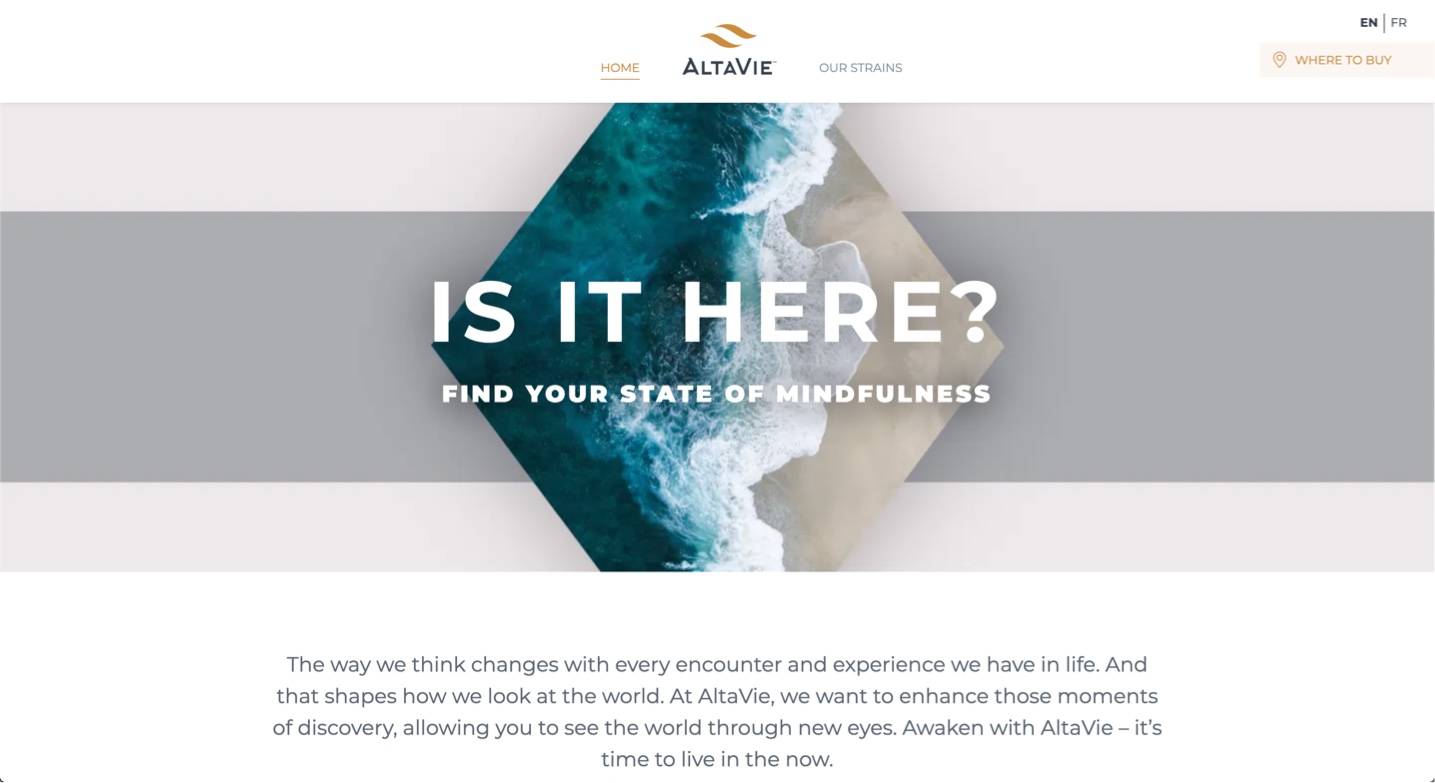 EN | FR
HOME
ALTAVIE™
OUR STRAINS
WHERE TO BUY
IS IT HERE?
FIND YOUR STATE OF MINDFULNESS
The way we think changes with every encounter and experience we have in life. And
that shapes how we look at the world. At AltaVie, we want to enhance those moments
of discovery, allowing you to see the world through new eyes. Awaken with AltaVie – it’s
time to live in the now.